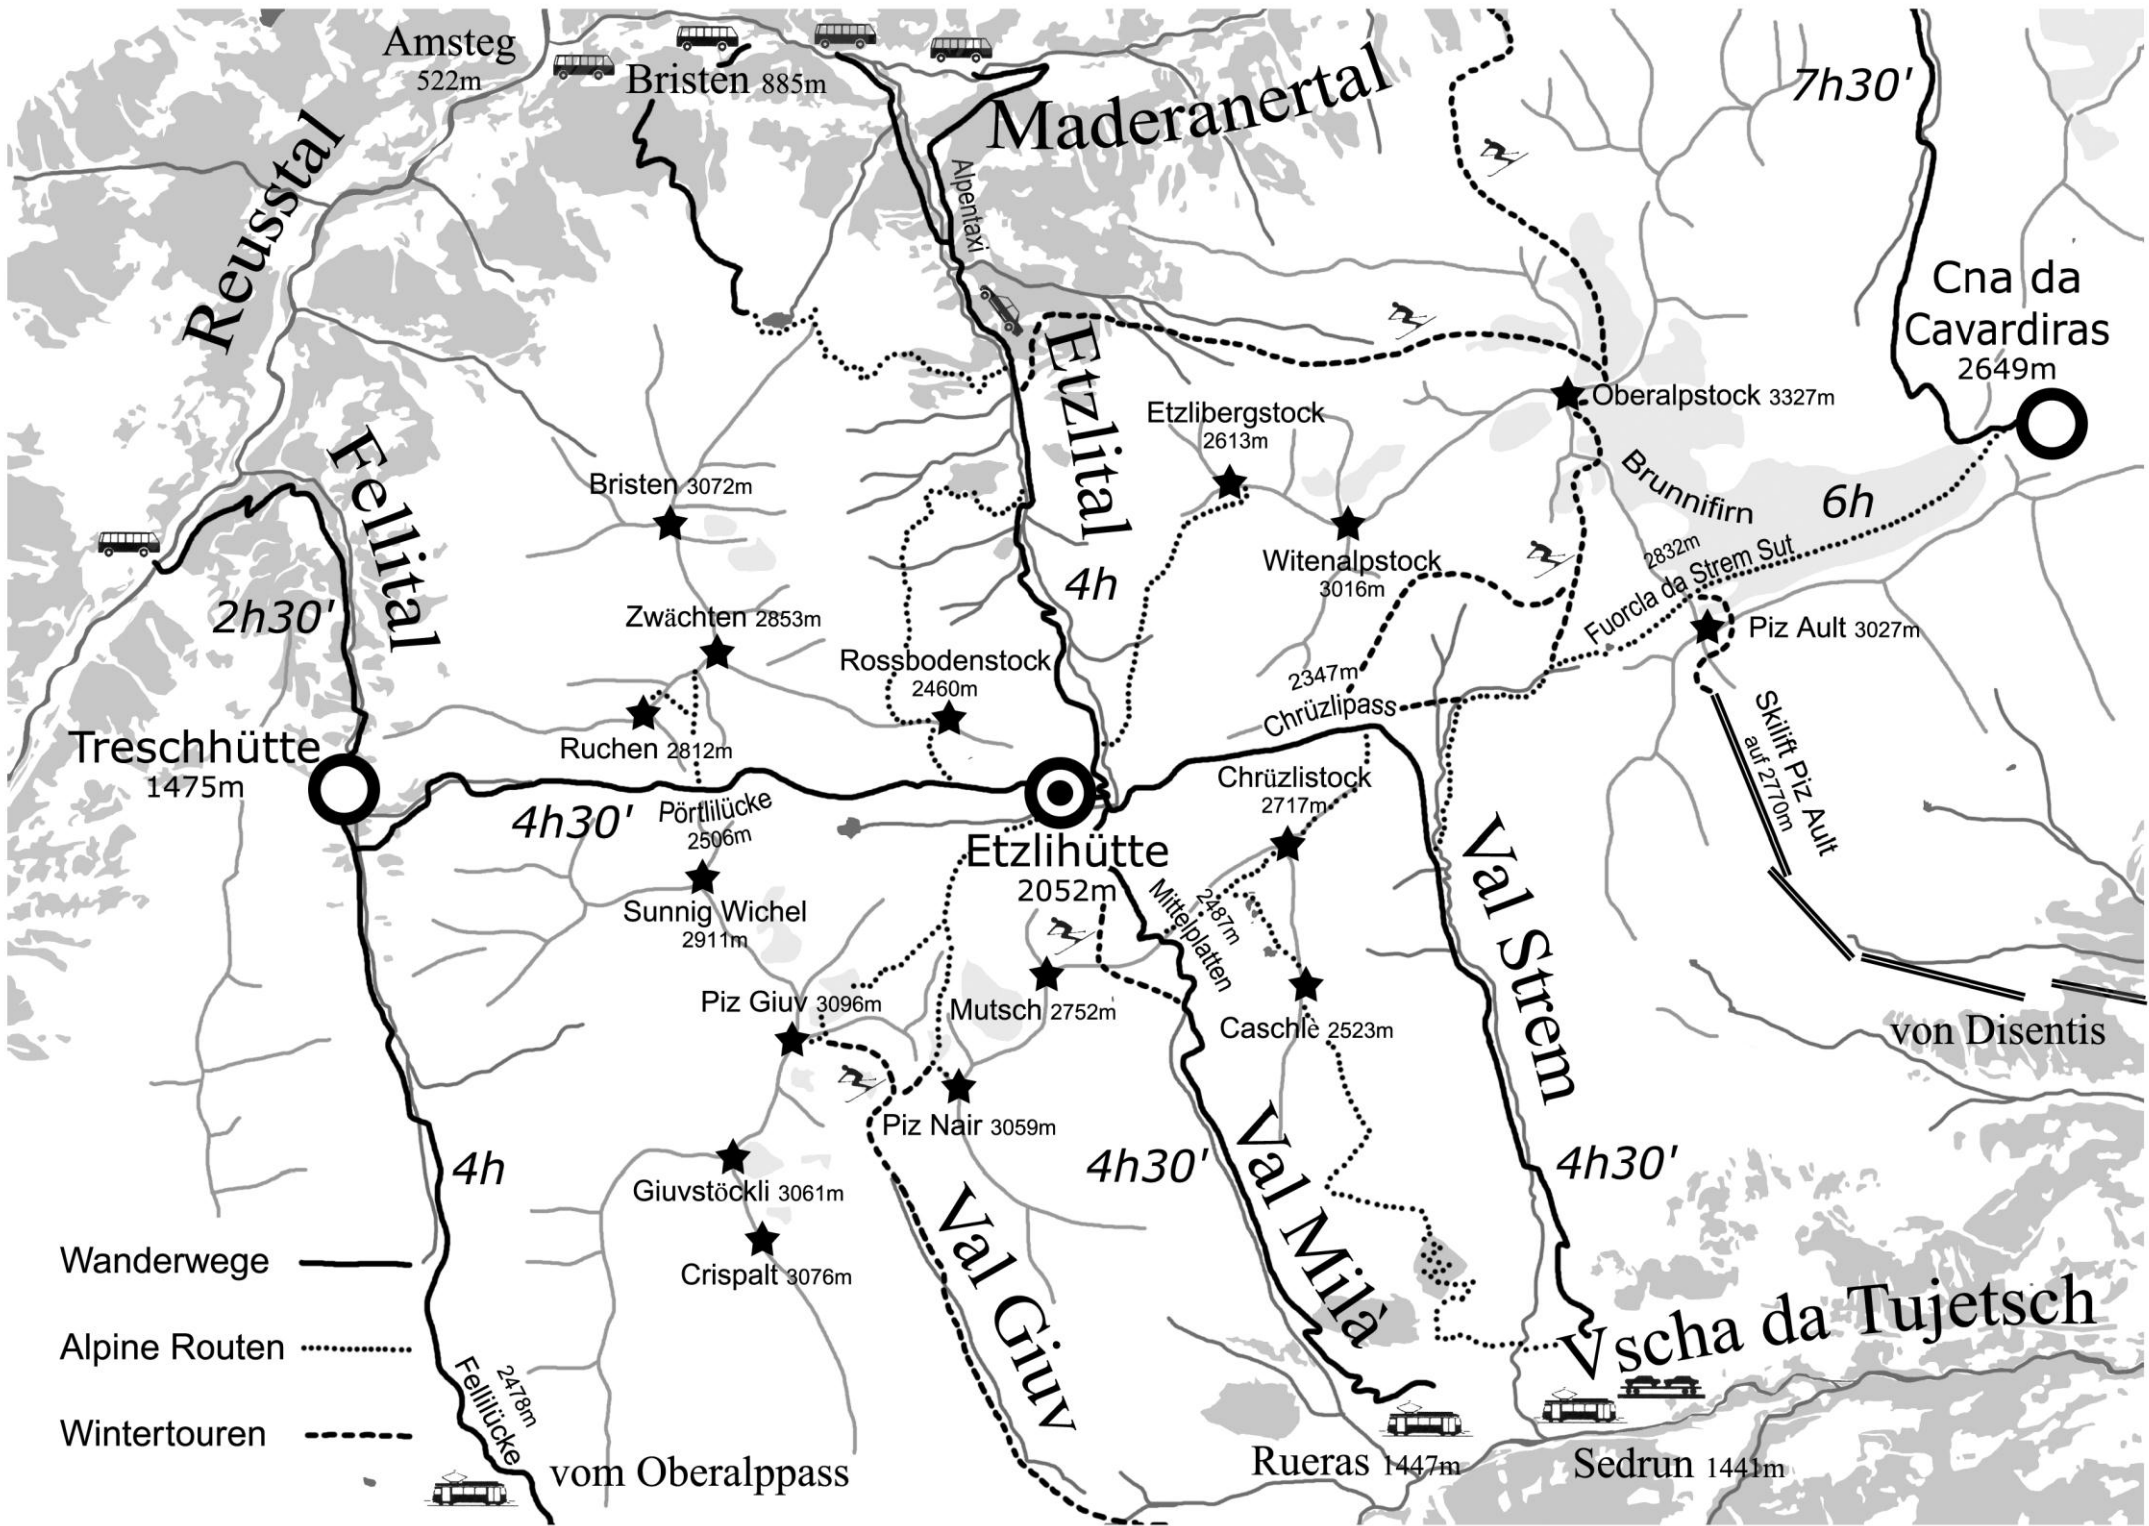 Amsteg
522m
Bristen 885m
Maderanertal
7h30'
Reusstal
Alpentaxi
Cna da
Cavardiras
2649m
Etzlital
Oberalpstock 3327m
Etzlibergstock
2613m
Fellital
Bristen 3072m
Brunnifirn
6h
Witenalpstock
3016m
2832m
Fuorcla da Strem Sut
4h
2h30'
Zwächten 2853m
Piz Ault 3027m
Rossbodenstock
2460m
2347m
Chrüzlipass
Treschhütte
1475m
Ruchen 2812m
Skilift Piz Ault
auf 2770m
Chrüzlistock
2717m
4h30'
Pörtlilücke
2506m
Etzlihütte
2052m
Mittelplatten
2487m
Val Strem
Sunnig Wichel
2911m
Piz Giuv 3096m
Mutsch 2752m
Caschlè 2523m
von Disentis
Piz Nair 3059m
4h
4h30'
Val Milà
4h30'
Giuvstöckli 3061m
Val Giuv
Crispalt 3076m
Wanderwege
Alpine Routen
Wintertouren
Vscha da Tujetsch
2478m
Fellilücke
vom Oberalppass
Rueras 1447m
Sedrun 1441m